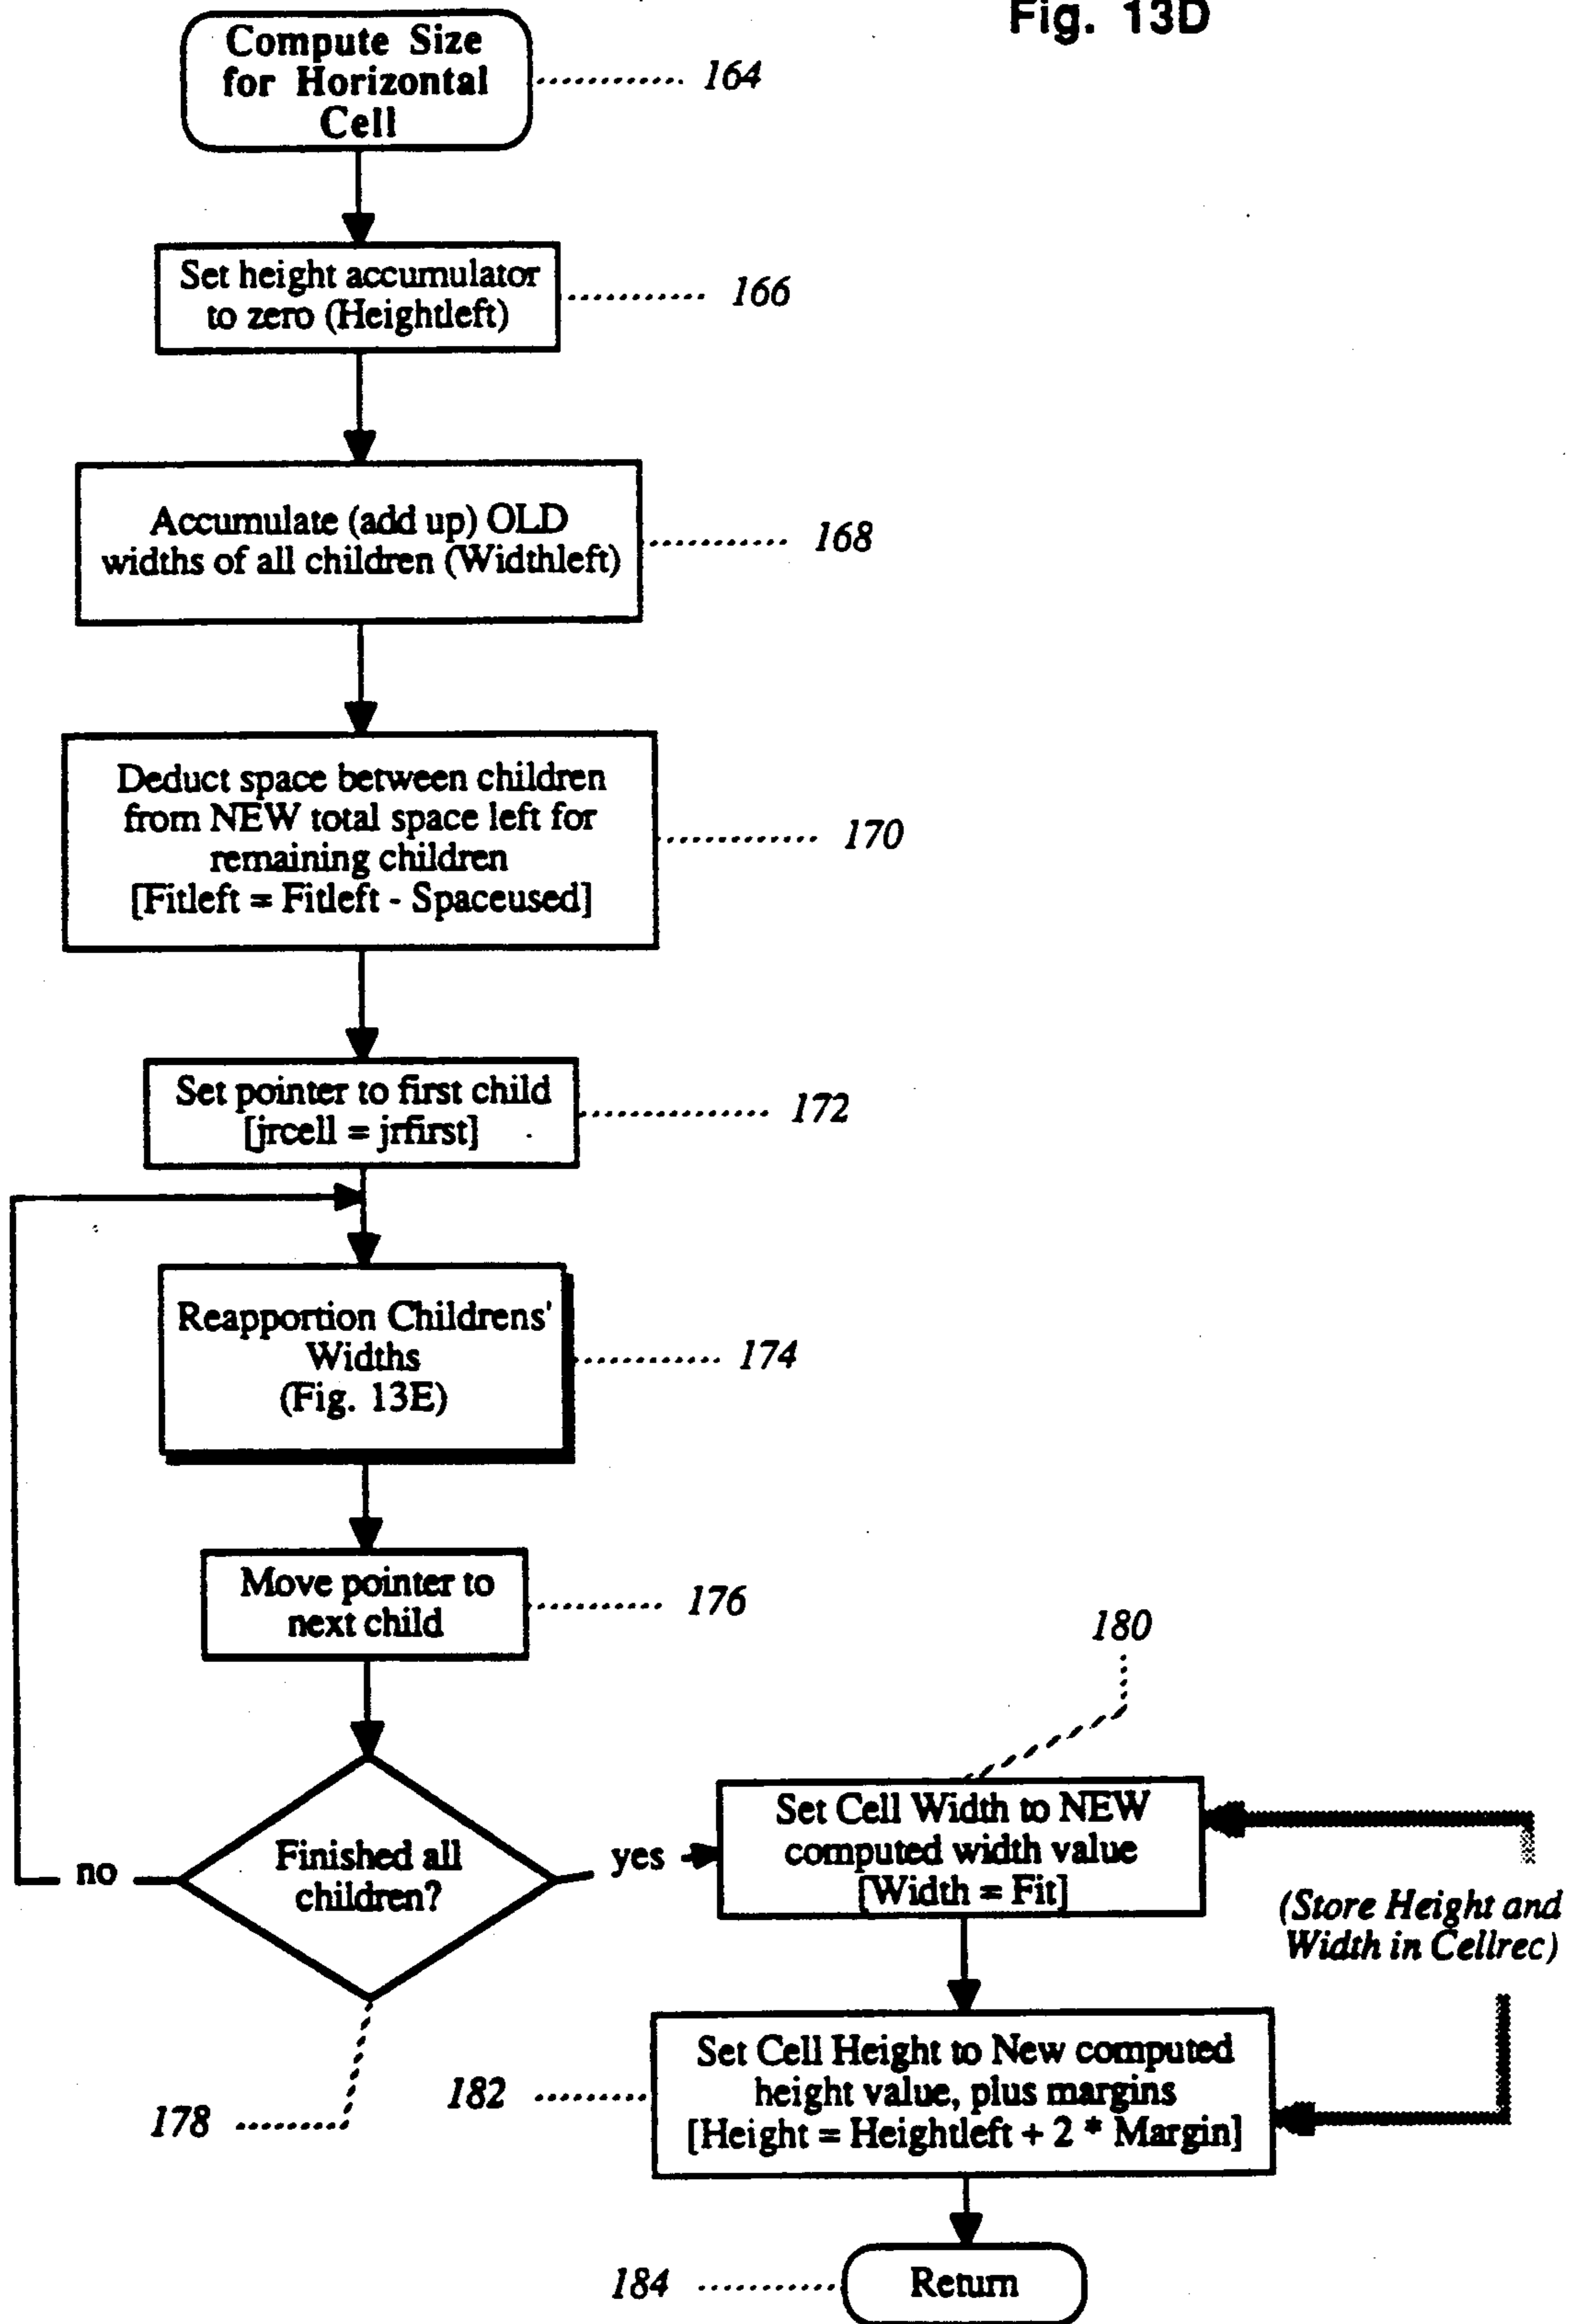 Fig. 13D
Compute Size
for Horizontal
Cell
164
Set height accumulator
to zero (Heightleft)
166
Accumulate (add up) OLD
widths of all children (Widthleft)
168
Deduct space between children
from NEW total space left for
remaining children
[Fitleft = Fitleft - Spaceused]
170
Set pointer to first child
[jrcell = jrfirst]
172
Reapportion Childrens'
Widths
(Fig. 13E)
174
Move pointer to
next child
176
180
Finished all
children?
no
yes
178
Set Cell Width to NEW
computed width value
[Width = Fit]
(Store Height and
Width in Cellrec)
Set Cell Height to New computed
height value, plus margins
[Height = Heightleft + 2 * Margin]
182
Return
184